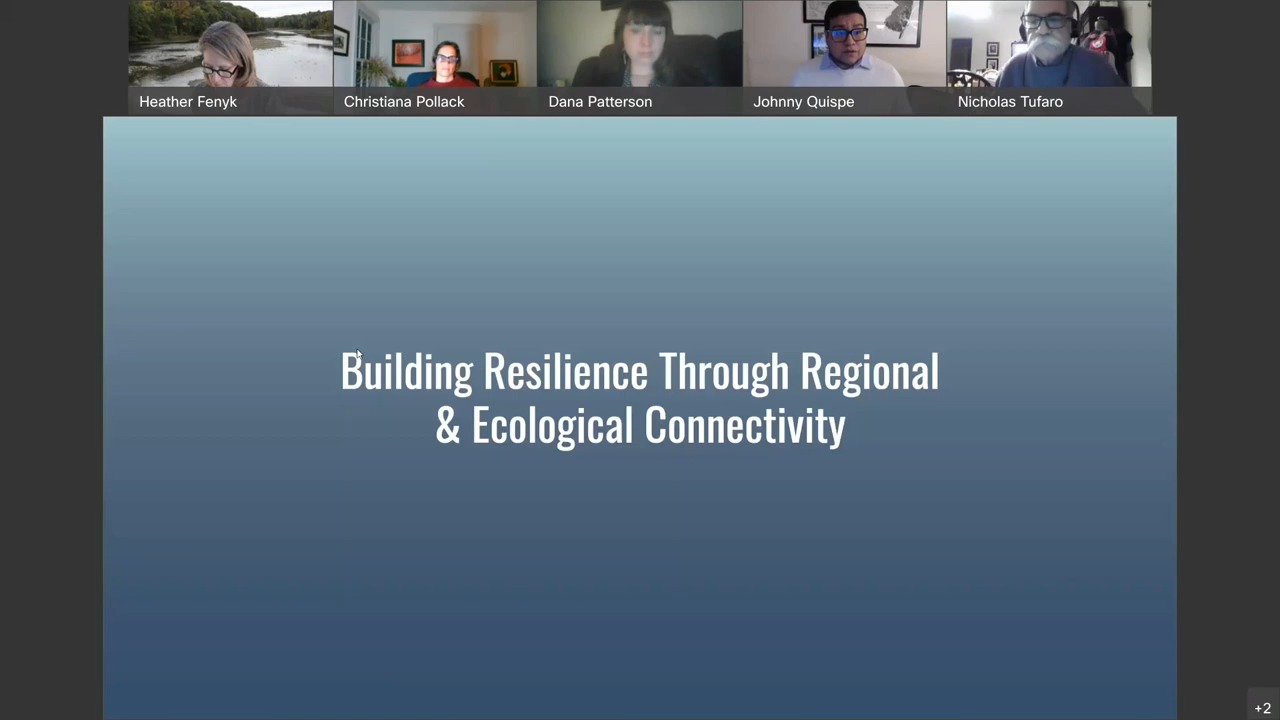 Heather Fenyk
Christiana Pollack
Dana Patterson
Johnny Quispe
Nicholas Tufaro
Building Resilience Through Regional
& Ecological Connectivity
+2